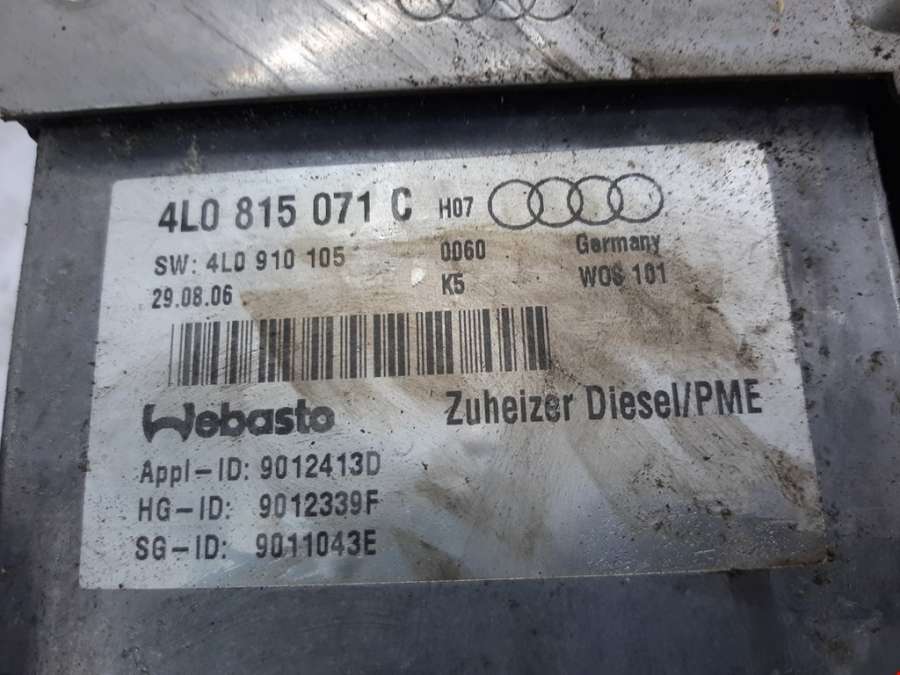 4L0 815 071 C H07
SW: 4L0 910 105 0060 Germany
29.08.06 K5 WOS 101
Webasto Zuheizer Diesel/PME
Appl-ID: 9012413D
HG-ID: 9012339F
SG-ID: 9011043E